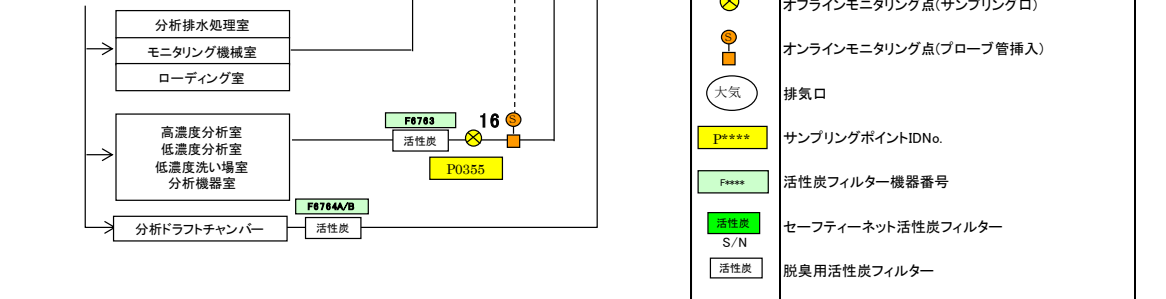 分析排水処理室
モニタリング機械室
ローディング室
高濃度分析室
低濃度分析室
低濃度洗い場室
分析機器室
F6763
活性炭
16
S
P0355
F6764A/B
分析ドラフトチャンバー
活性炭
オフラインモニタリング点(サンプリング口)
S
オンラインモニタリング点(プローブ管挿入)
大気
排気口
P****
サンプリングポイントIDNo.
F****
活性炭フィルター機器番号
活性炭
S/N
セーフティーネット活性炭フィルター
活性炭
脱臭用活性炭フィルター